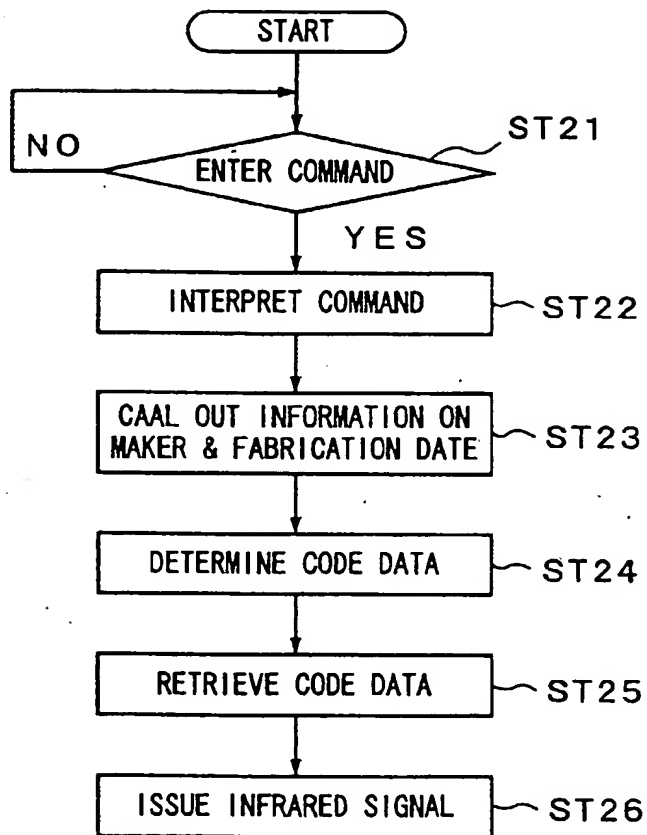 START
ST21
NO
ENTER COMMAND
YES
INTERPRET COMMAND
ST22
CAAL OUT INFORMATION ON
MAKER & FABRICATION DATE
ST23
DETERMINE CODE DATA
ST24
RETRIEVE CODE DATA
ST25
ISSUE INFRARED SIGNAL
ST26